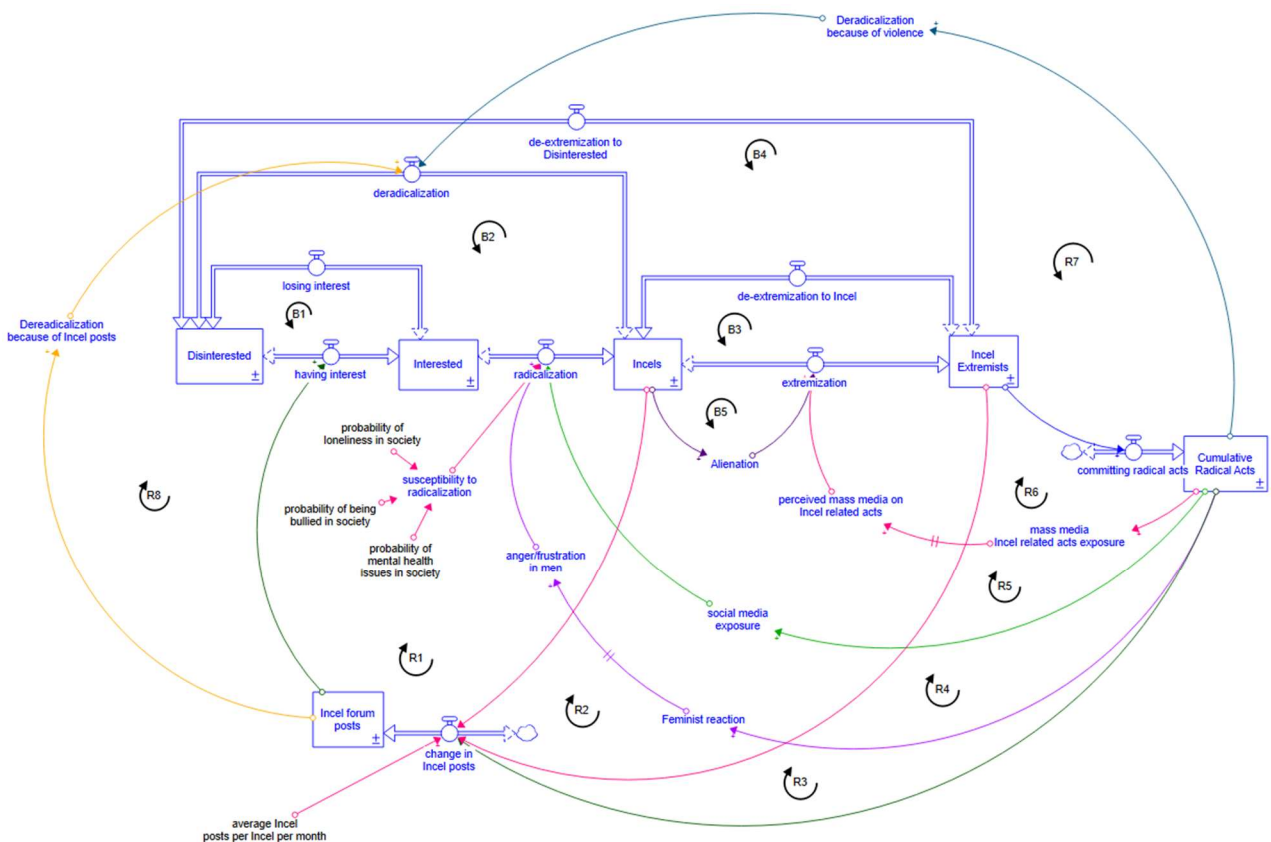 Deradicalization
because of violence
de-extremization to
Disinterested
B4
deradicalization
B2
R7
losing interest
de-extremization to Incel
Dereadicalization
because of Incel posts
B1
B3
Disinterested
Interested
Incels
Incel
Extremists
having interest
radicalization
extremization
B5
probability of
loneliness in society
Alienation
committing radical acts
Cumulative
Radical Acts
susceptibility to
radicalization
R8
probability of being
bullied in society
perceived mass media on
Incel related acts
R6
mass media
Incel related acts exposure
probability of
mental health
issues in society
anger/frustration
in men
R5
social media
exposure
R1
R4
Incel forum
posts
R2
Feminist reaction
change in
Incel posts
R3
average Incel
posts per Incel per month